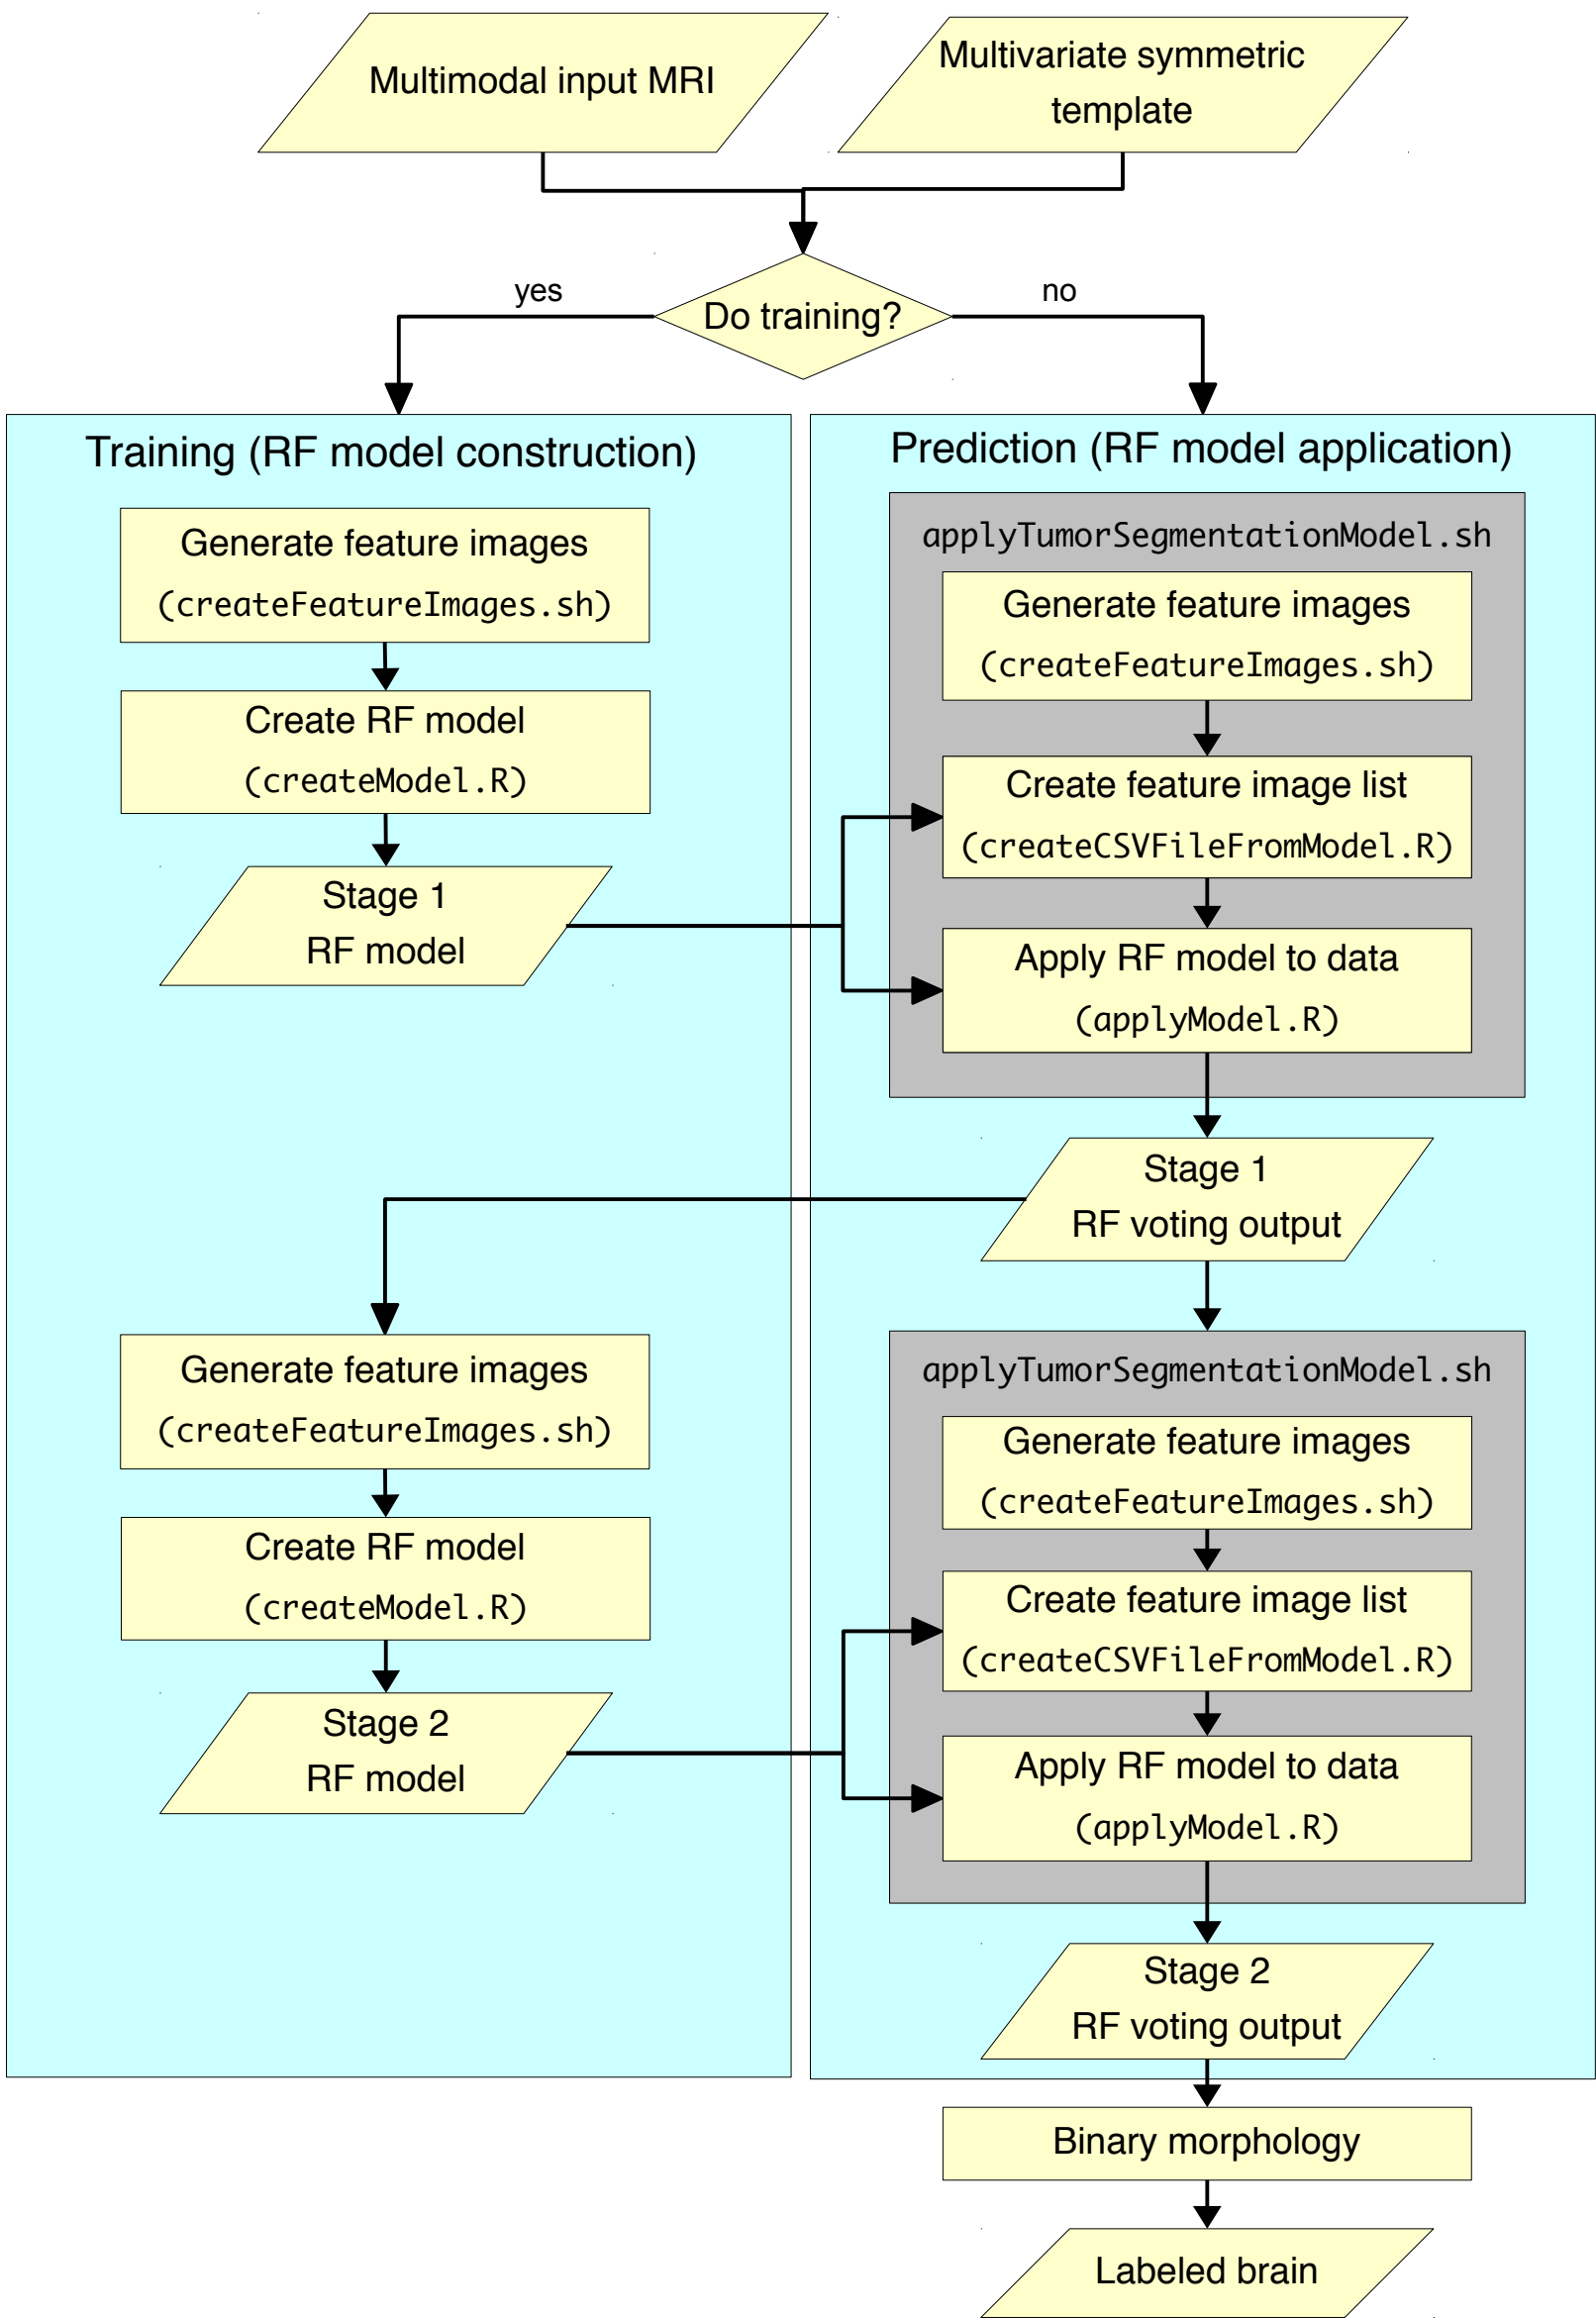 Multimodal input MRI
Multivariate symmetric
template
Do training?
yes
no
Training (RF model construction)
Generate feature images
(createFeatureImages.sh)
Create RF model
(createModel.R)
Stage 1
RF model
Generate feature images
(createFeatureImages.sh)
Create RF model
(createModel.R)
Stage 2
RF model
Prediction (RF model application)
applyTumorSegmentationModel.sh
Generate feature images
(createFeatureImages.sh)
Create feature image list
(createCSVFileFromModel.R)
Apply RF model to data
(applyModel.R)
Stage 1
RF voting output
applyTumorSegmentationModel.sh
Generate feature images
(createFeatureImages.sh)
Create feature image list
(createCSVFileFromModel.R)
Apply RF model to data
(applyModel.R)
Stage 2
RF voting output
Binary morphology
Labeled brain